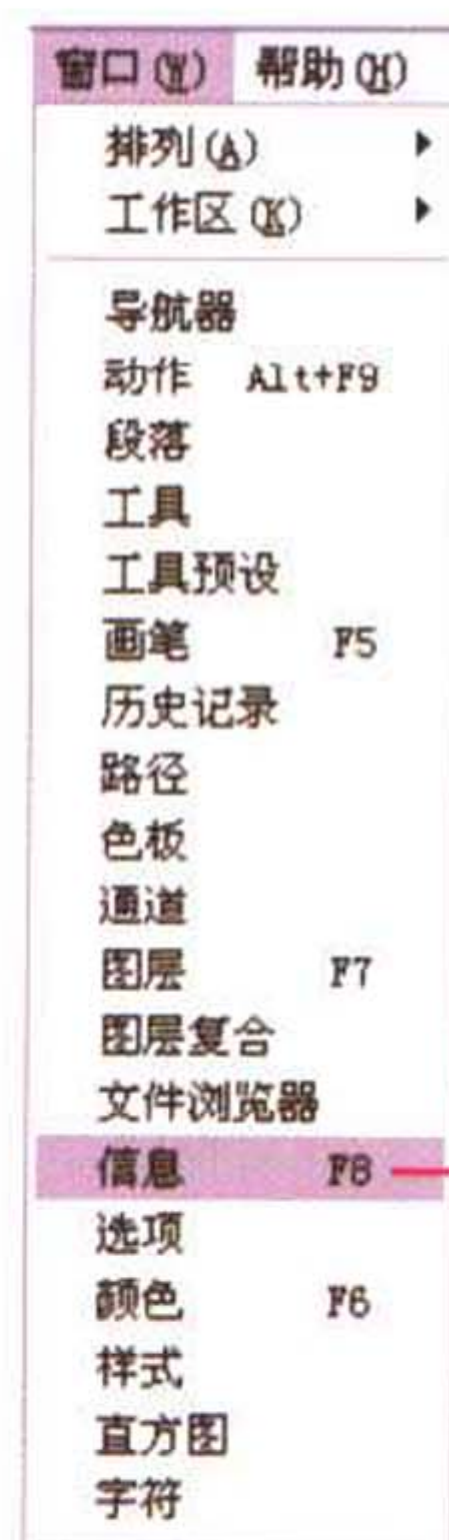 窗口(W) 帮助(H)
排列(A)
工作区(K)
导航器
动作 Alt+F9
段落
工具
工具预设
画笔 F5
历史记录
路径
色板
通道
图层 F7
图层复合
文件浏览器
信息 F8
选项
颜色 F6
样式
直方图
字符